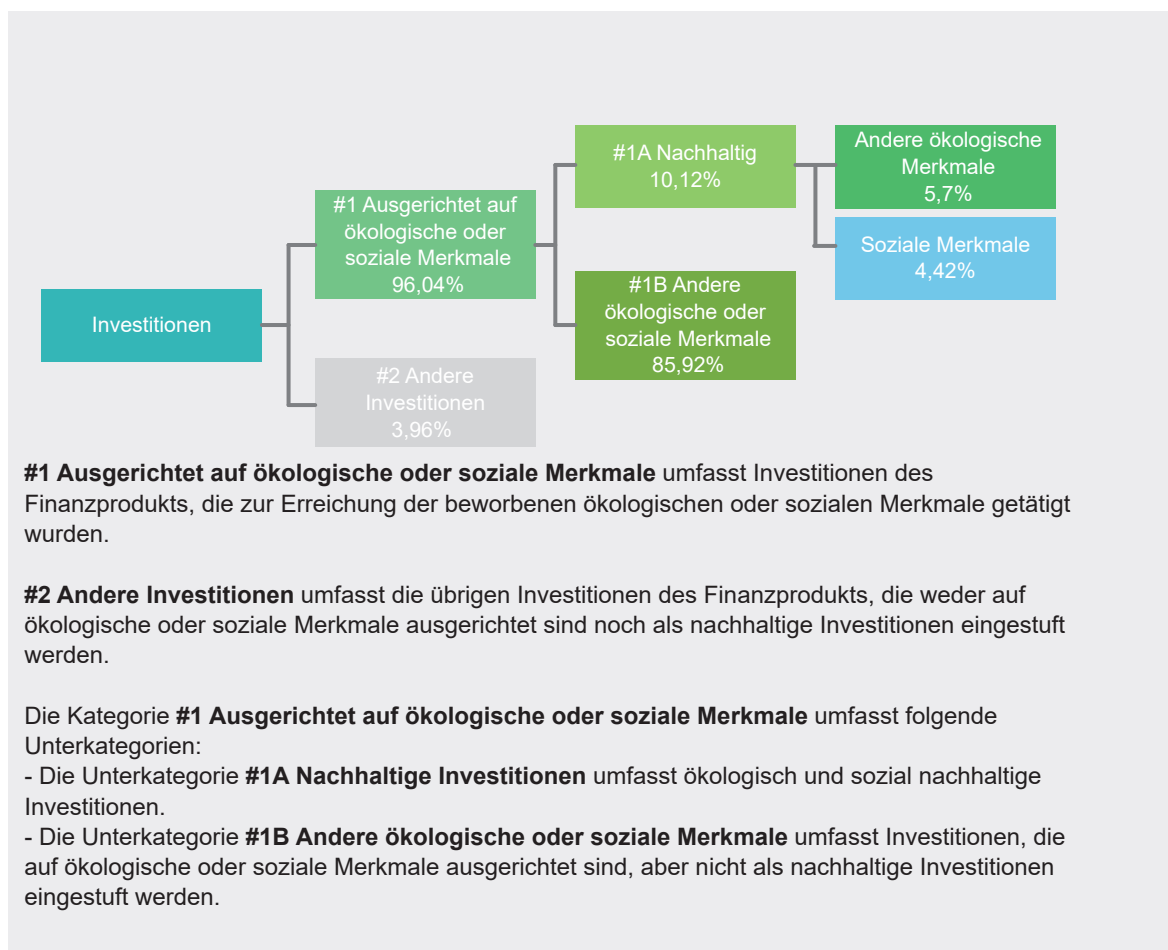 #1A Nachhaltig
10,12%
Andere ökologische
Merkmale
5,7%
#1 Ausgerichtet auf
ökologische oder
soziale Merkmale
96,04%
Soziale Merkmale
4,42%
Investitionen
#1B Andere
ökologische oder
soziale Merkmale
85,92%
#2 Andere
Investitionen
3,96%
#1 Ausgerichtet auf ökologische oder soziale Merkmale umfasst Investitionen des
Finanzprodukts, die zur Erreichung der beworbenen ökologischen oder sozialen Merkmale getätigt
wurden.
#2 Andere Investitionen umfasst die übrigen Investitionen des Finanzprodukts, die weder auf
ökologische oder soziale Merkmale ausgerichtet sind noch als nachhaltige Investitionen eingestuft
werden.
Die Kategorie #1 Ausgerichtet auf ökologische oder soziale Merkmale umfasst folgende
Unterkategorien:
- Die Unterkategorie #1A Nachhaltige Investitionen umfasst ökologisch und sozial nachhaltige
Investitionen.
- Die Unterkategorie #1B Andere ökologische oder soziale Merkmale umfasst Investitionen, die
auf ökologische oder soziale Merkmale ausgerichtet sind, aber nicht als nachhaltige Investitionen
eingestuft werden.